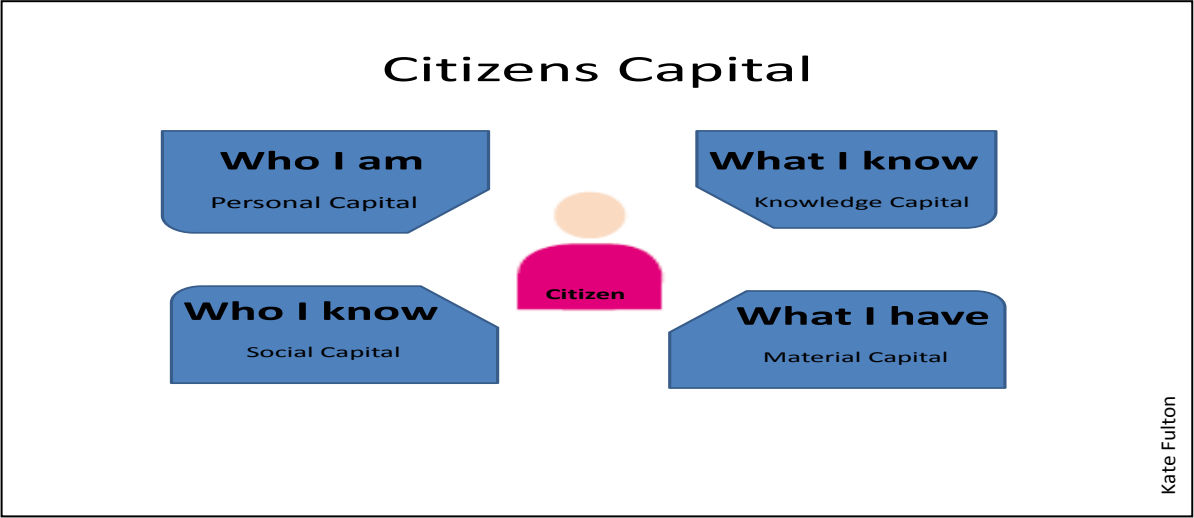 Citizens Capital
Who I am
Personal Capital
What I know
Knowledge Capital
Citizen
Who I know
Social Capital
What I have
Material Capital
Kate Fulton